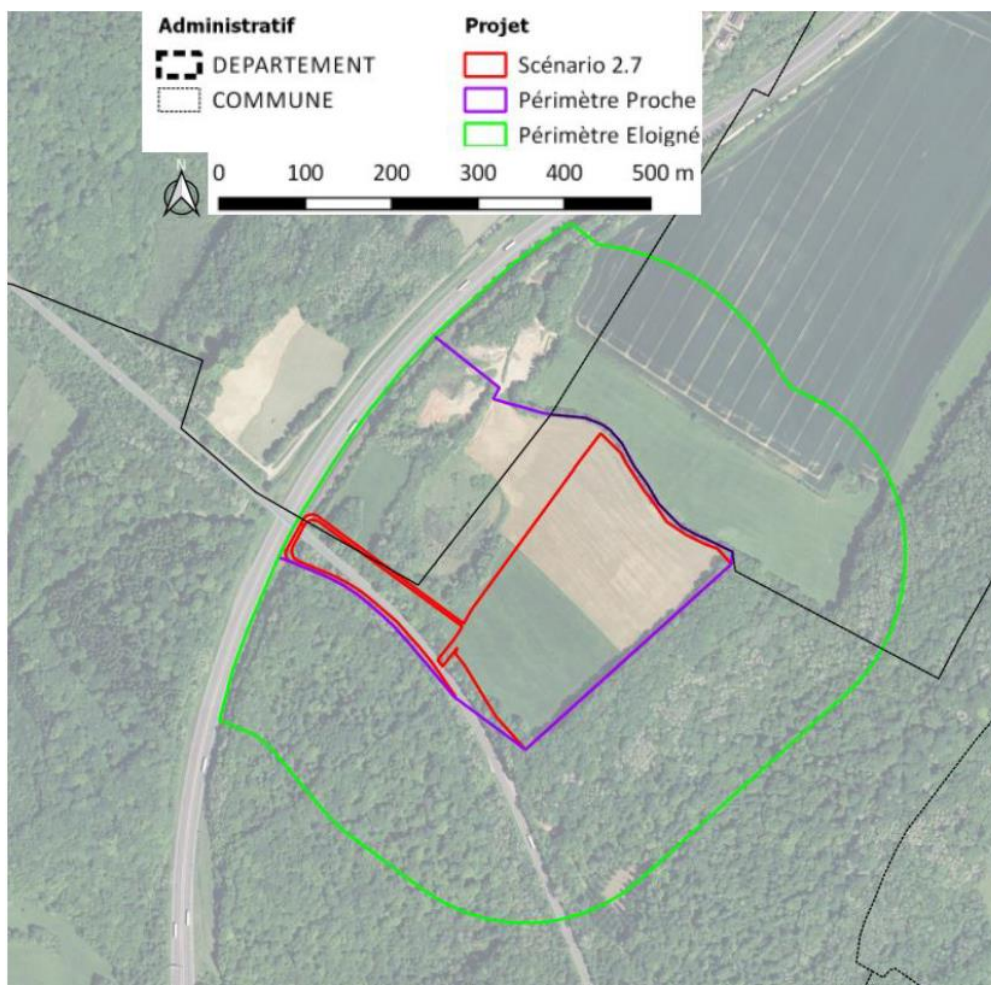 Administratif
DEPARTEMENT
COMMUNE
Projet
Scénario 2.7
Périmètre Proche
Périmètre Eloigné
N
0 100 200 300 400 500 m